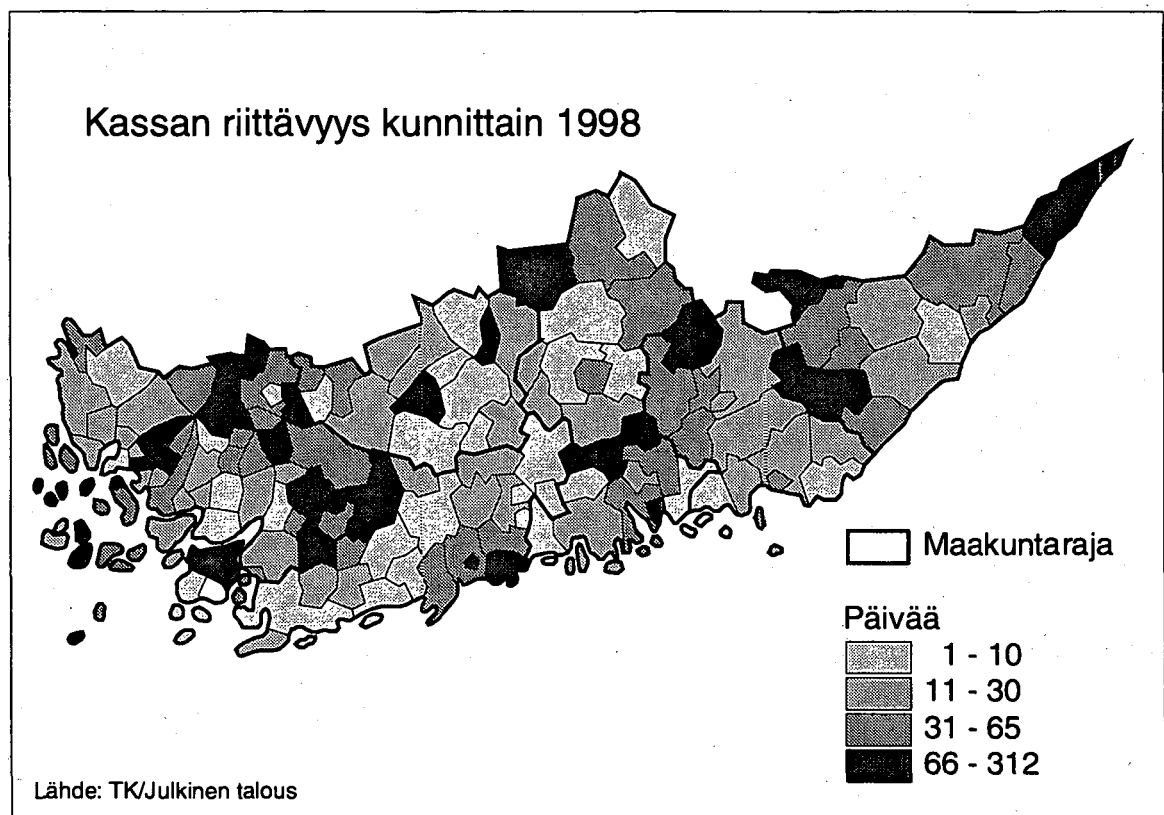 Kassan riittävyys kunnittain 1998
Maakuntaraja
Päivää
1 - 10
11 - 30
31 - 65
66 - 312
Lähde: TK/Julkinen talous